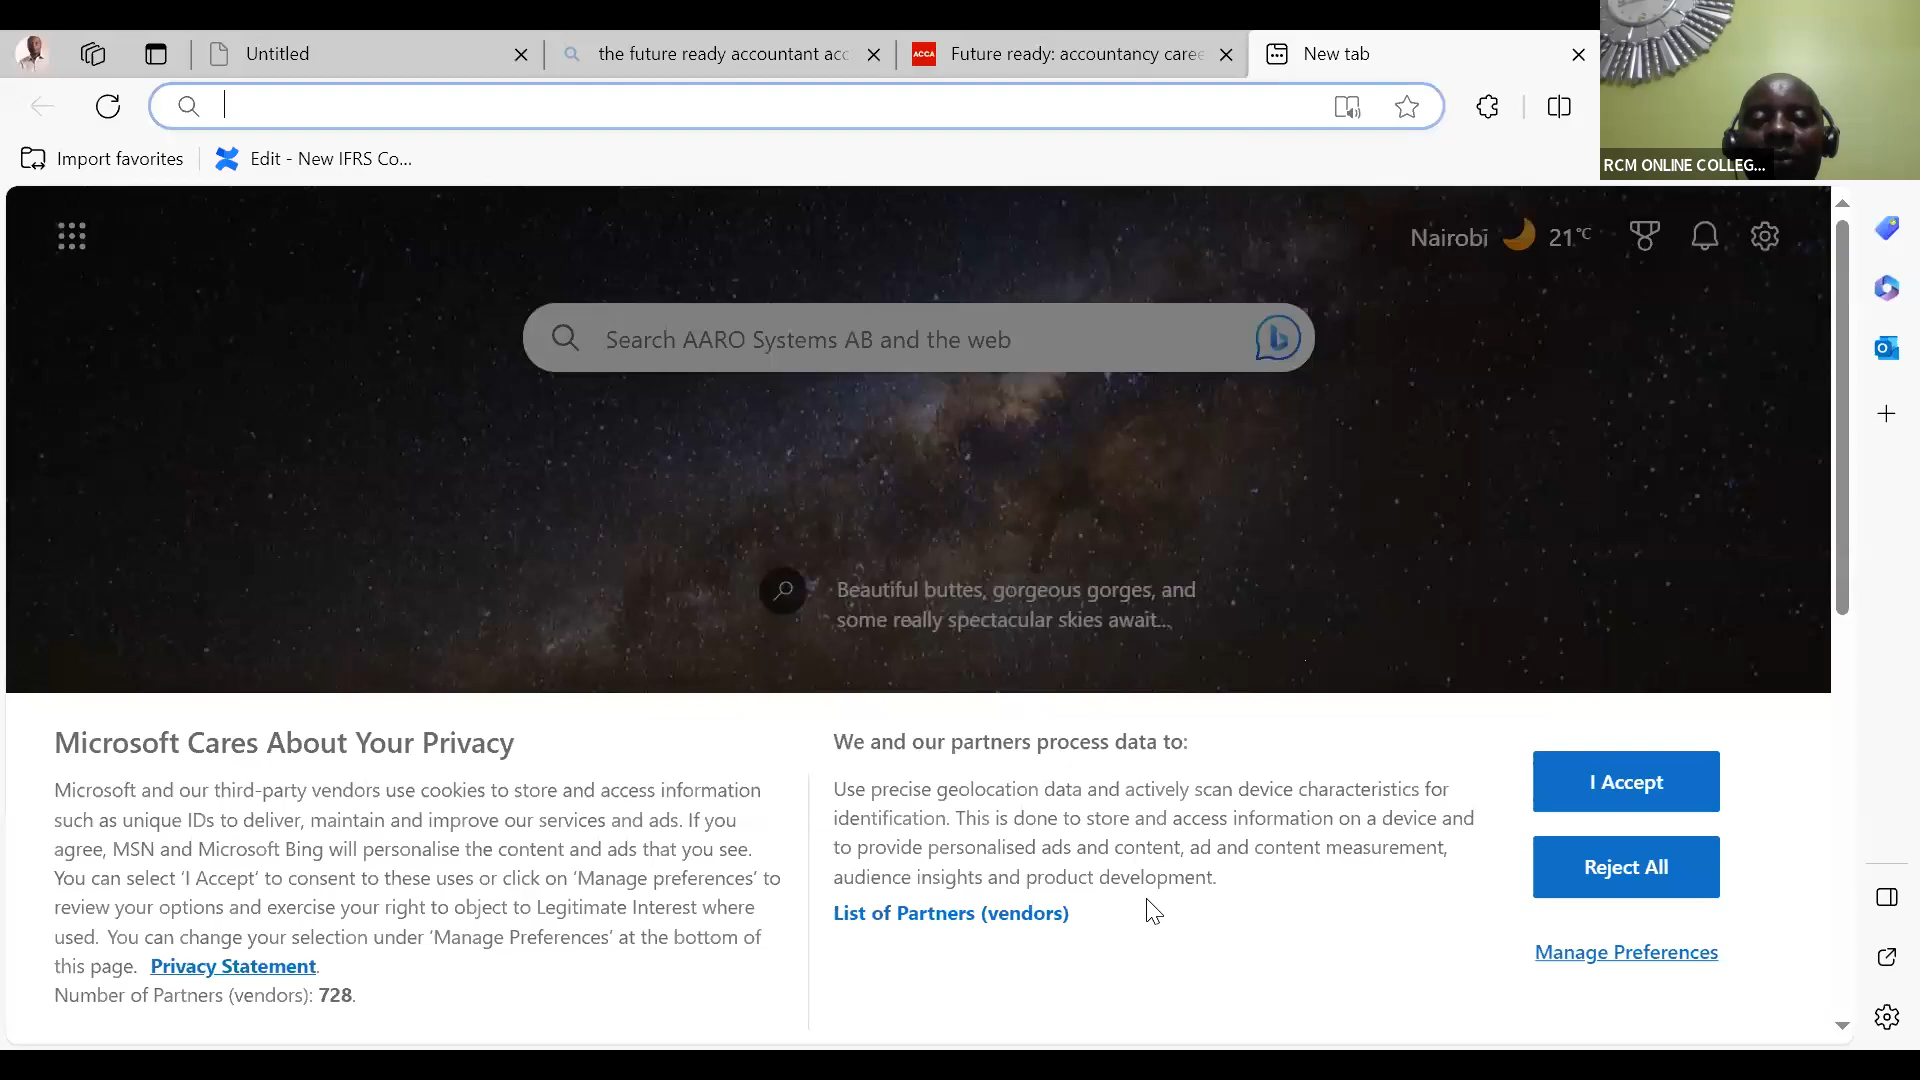 Untitled
the future ready accountant acc
ACCA
Future ready: accountancy caree
New tab
Import favorites
Edit - New IFRS Co...
RCM ONLINE COLLEG...
Nairobi
21°C
Search AARO Systems AB and the web
Beautiful buttes, gorgeous gorges, and
some really spectacular skies await...
Microsoft Cares About Your Privacy
Microsoft and our third-party vendors use cookies to store and access information
such as unique IDs to deliver, maintain and improve our services and ads. If you
agree, MSN and Microsoft Bing will personalise the content and ads that you see.
You can select ‘I Accept’ to consent to these uses or click on ‘Manage preferences’ to
review your options and exercise your right to object to Legitimate Interest where
used.  You can change your selection under ‘Manage Preferences’ at the bottom of
this page. Privacy Statement.
Number of Partners (vendors): 728.
We and our partners process data to:
Use precise geolocation data and actively scan device characteristics for
identification. This is done to store and access information on a device and
to provide personalised ads and content, ad and content measurement,
audience insights and product development.
List of Partners (vendors)
I Accept
Reject All
Manage Preferences